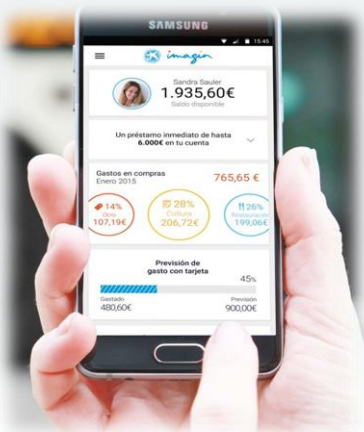 SAMSUNG
15:45
imagin
Sandra Sauler
1.935,60€
Saldo disponible
Un préstamo inmediato de hasta
6.000€ en tu cuenta
Gastos en compras
Enero 2015
765,65 €
14%
Ocio
107,19€
28%
Cultura
206,72€
26%
Restauración
199,06€
Previsión de
gasto con tarjeta
45%
Gastado
480,60€
Previsión
900,00€